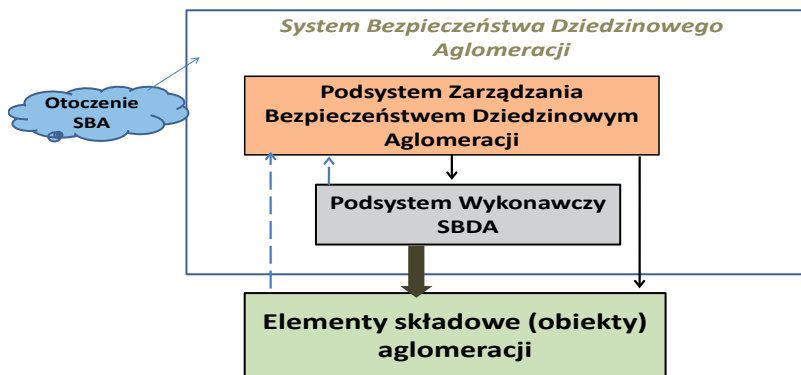 System Bezpieczeństwa Dziedzinowego
Aglomeracji
Otoczenie
SBA
Podsystem Zarządzania
Bezpieczeństwem Dziedzinowym
Aglomeracji
Podsystem Wykonawczy
SBDA
Elementy składowe (obiekty)
aglomeracji